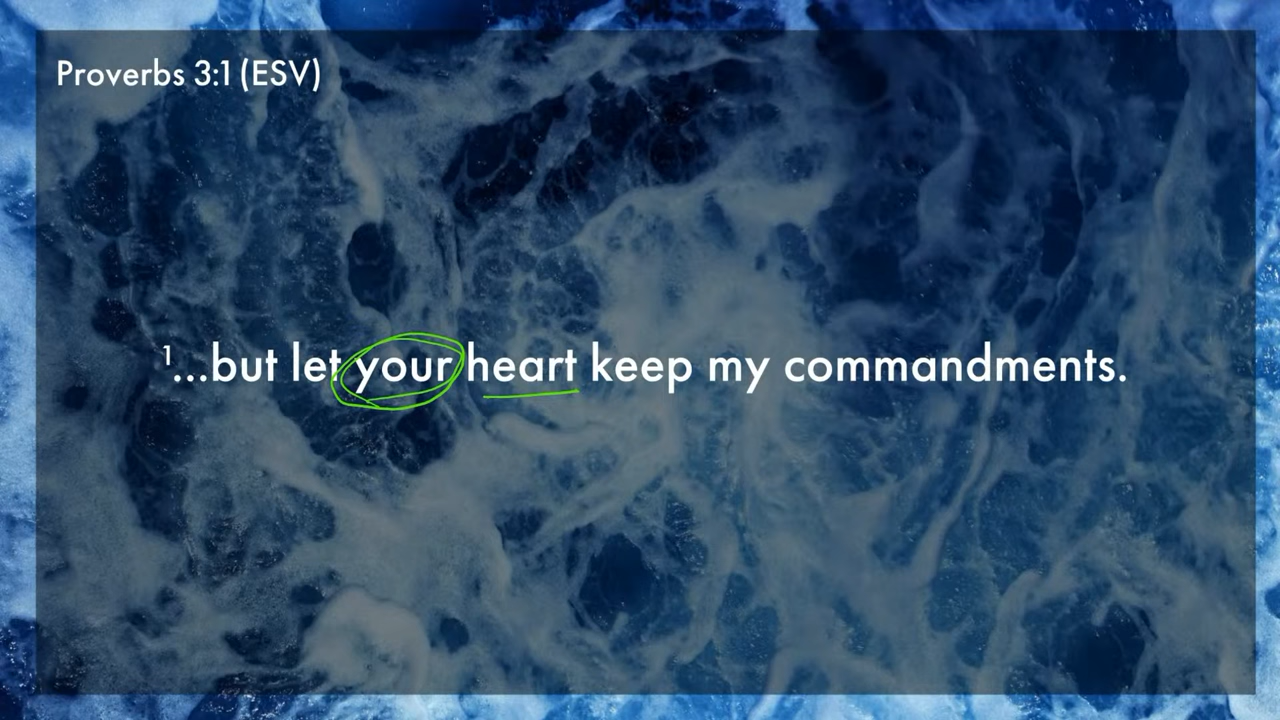 Proverbs 3:1 (ESV)
1...but let your heart keep my commandments.